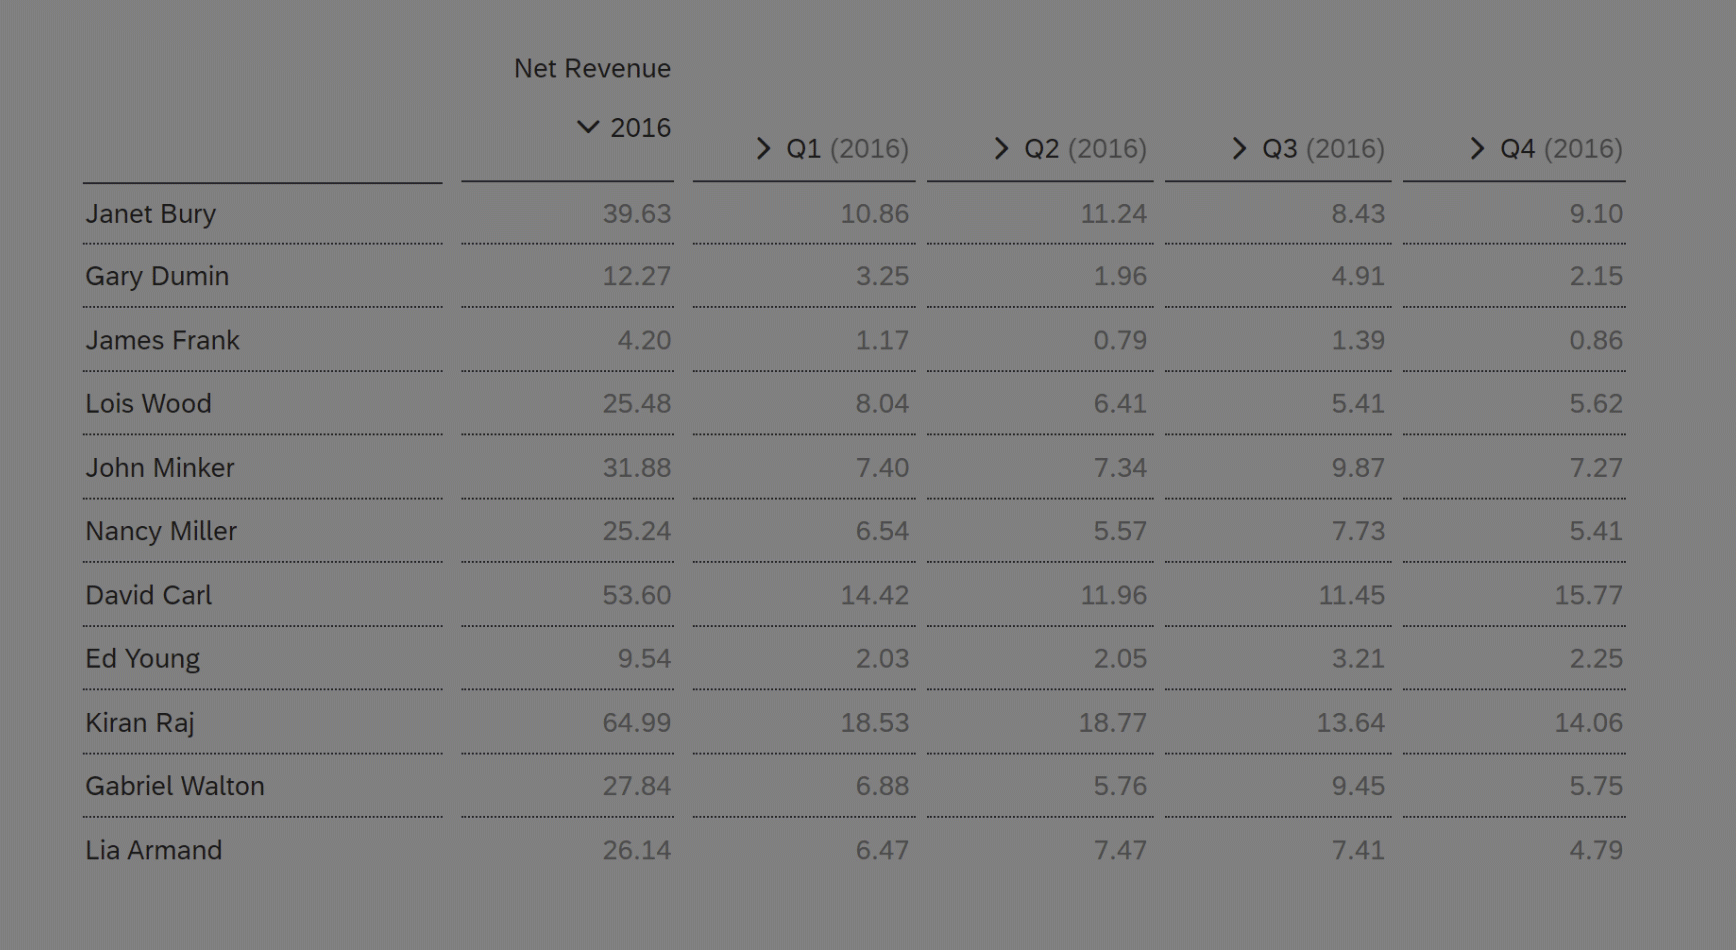 Net Revenue
2016 Q1 (2016) Q2 (2016) Q3 (2016) Q4 (2016)
Janet Bury 39.63 10.86 11.24 8.43 9.10
Gary Dumin 12.27 3.25 1.96 4.91 2.15
James Frank 4.20 1.17 0.79 1.39 0.86
Lois Wood 25.48 8.04 6.41 5.41 5.62
John Minker 31.88 7.40 7.34 9.87 7.27
Nancy Miller 25.24 6.54 5.57 7.73 5.41
David Carl 53.60 14.42 11.96 11.45 15.77
Ed Young 9.54 2.03 2.05 3.21 2.25
Kiran Raj 64.99 18.53 18.77 13.64 14.06
Gabriel Walton 27.84 6.88 5.76 9.45 5.75
Lia Armand 26.14 6.47 7.47 7.41 4.79